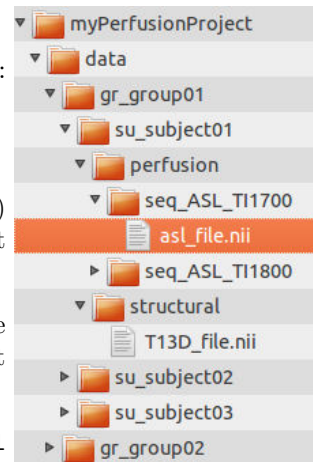 myPerfusionProject
data
:
gr_group01
su_subject01
perfusion
seq_ASL_TI1700
)
asl_file.nii
t
seq_ASL_TI1800
structural
e
T13D_file.nii
t
su_subject02
su_subject03
-
gr_group02